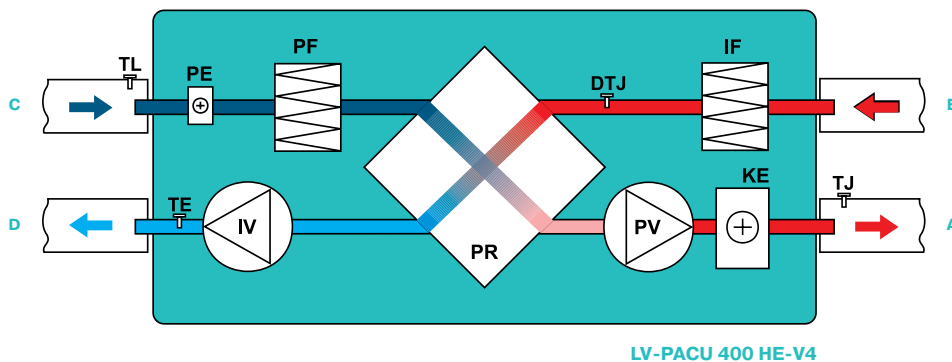 TL
PE
PF
DTJ
IF
C
TE
IV
PR
PV
KE
TJ
D
LV-PACU 400 HE-V4